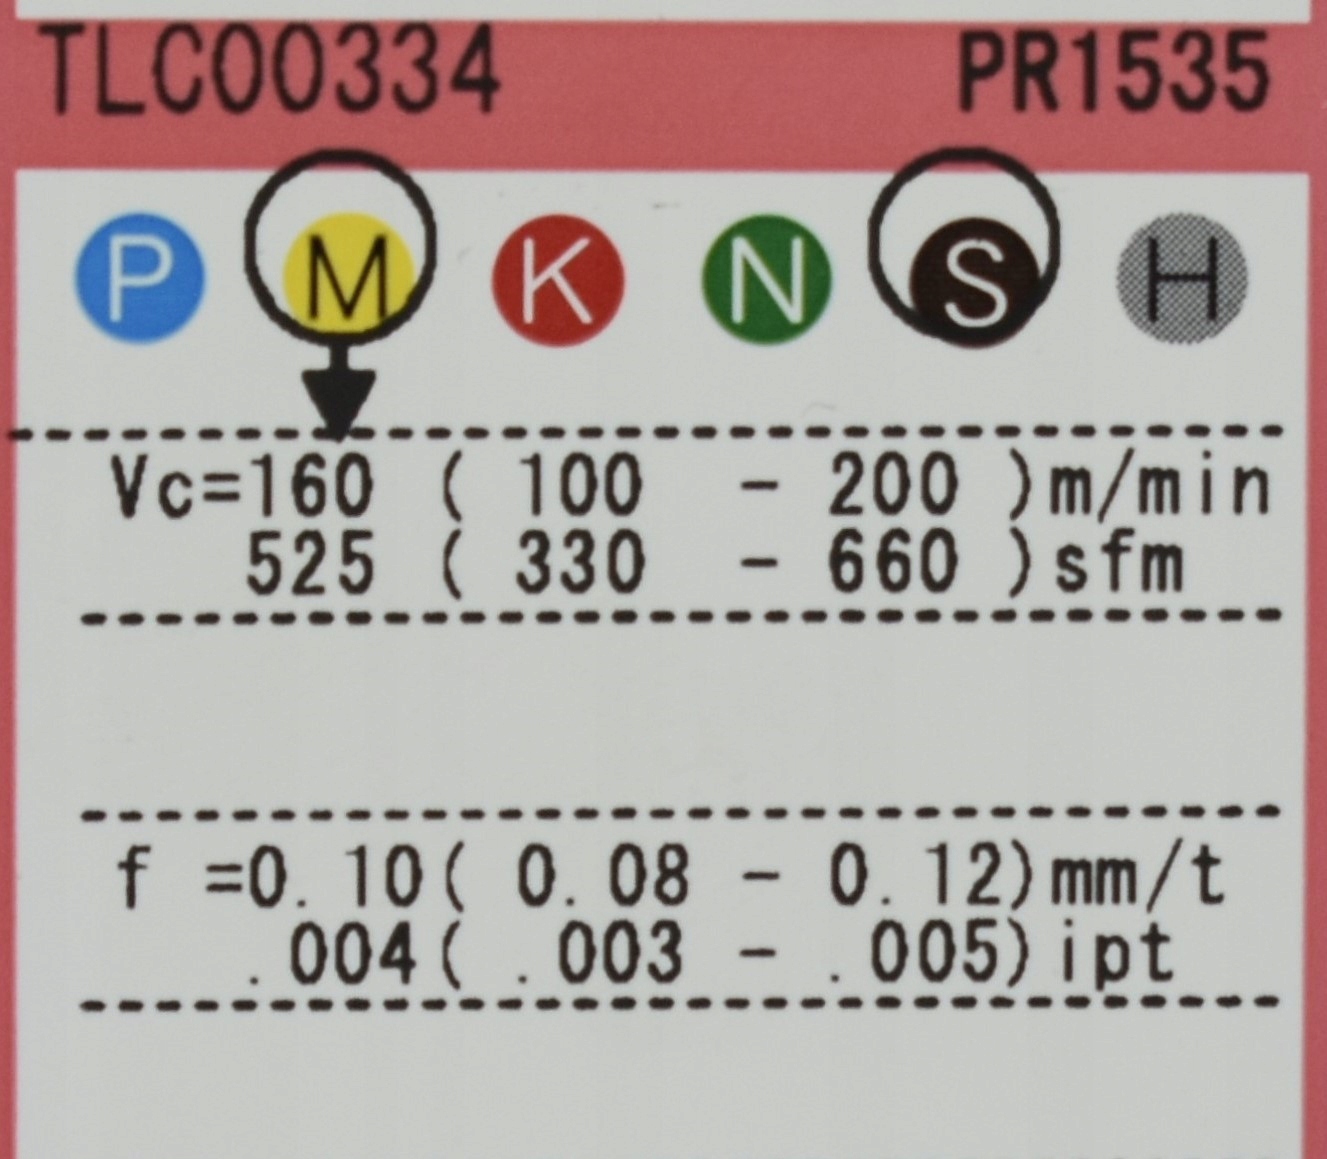 TLC00334 PR1535
P M K N S H
Vc=160 ( 100 - 200 )m/min
525 ( 330 - 660 )sfm
f =0.10( 0.08 - 0.12)mm/t
.004( .003 - .005)ipt